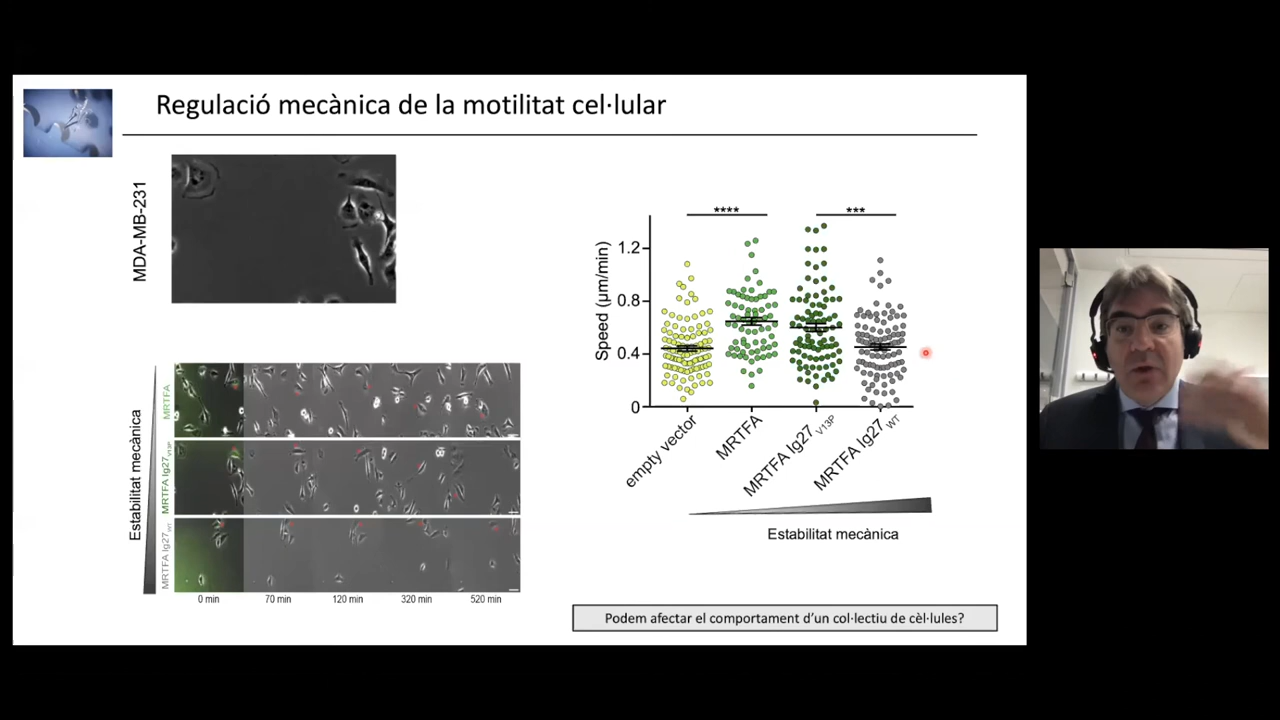 Regulació mecànica de la motilitat cel·lular
MDA-MB-231
Estabilitat mecànica
MRTFA
MRTFA Ig27 V13P
MRTFA Ig27 WT
0 min
70 min
120 min
320 min
520 min
Speed (µm/min)
1.2
0.8
0.4
0
****
***
empty vector
MRTFA
MRTFA Ig27 V13P
MRTFA Ig27 WT
Estabilitat mecànica
Podem afectar el comportament d'un col·lectiu de cèl·lules?